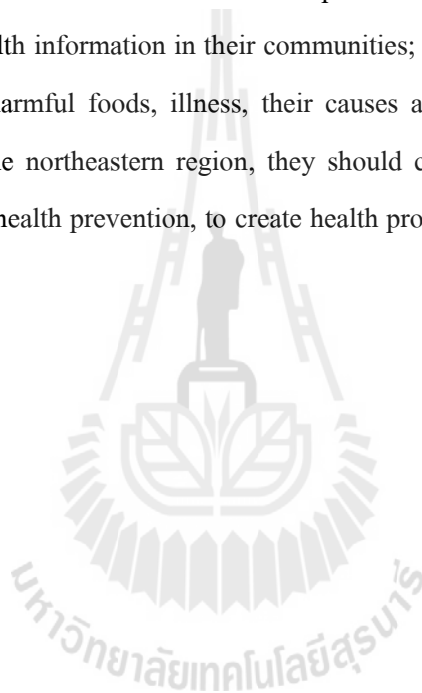 lth information in their communities;
armful foods, illness, their causes a
e northeastern region, they should c
health prevention, to create health pro
มหาวิทยาลัยเทคโนโลยีสุรนารี